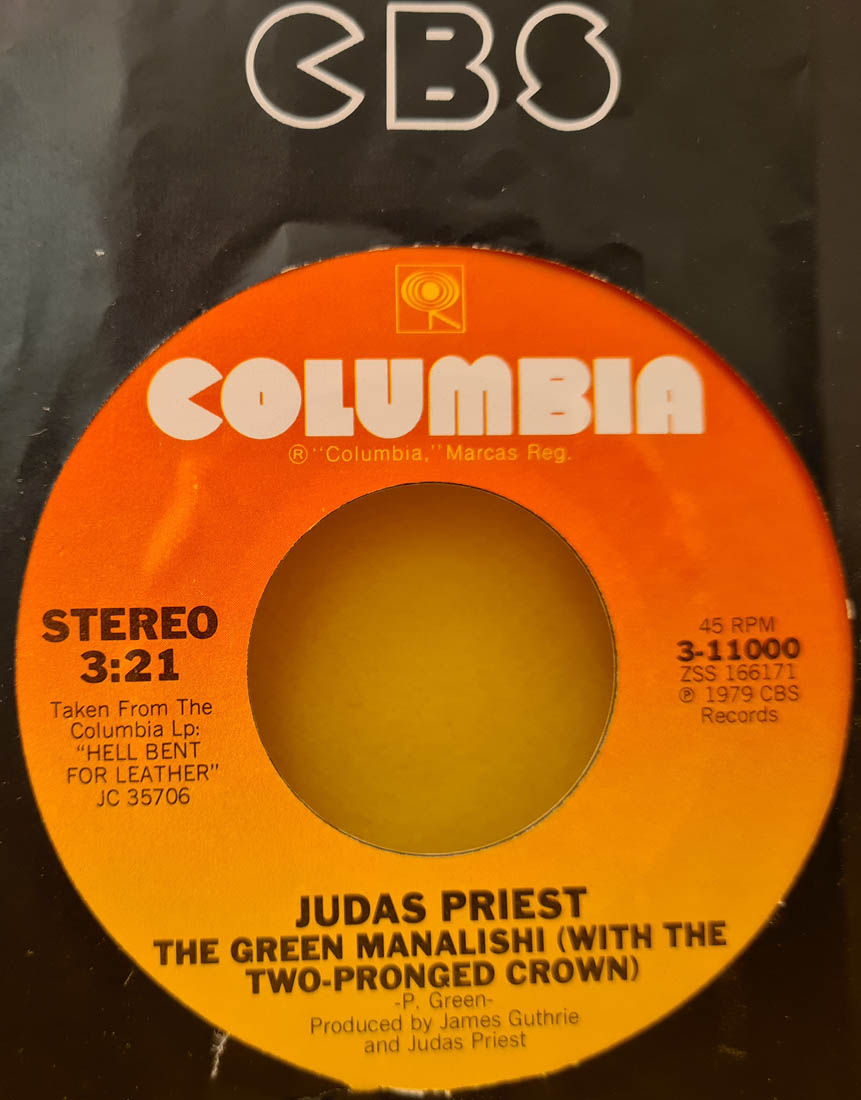 CBS
COLUMBIA
® "Columbia," Marcas Reg.
STEREO
3:21
Taken From The
Columbia Lp:
"HELL BENT
FOR LEATHER"
JC 35706
45 RPM
3-11000
ZSS 166171
℗ 1979 CBS
Records
JUDAS PRIEST
THE GREEN MANALISHI (WITH THE
TWO-PRONGED CROWN)
-P. Green-
Produced by James Guthrie
and Judas Priest